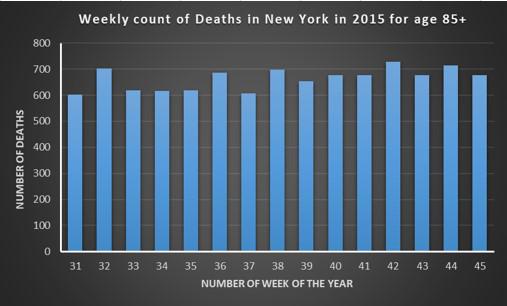 Weekly count of Deaths in New York in 2015 for age 85+
800
700
600
500
400
300
200
100
0
NUMBER OF DEATHS
31 32 33 34 35 36 37 38 39 40 41 42 43 44 45
NUMBER OF WEEK OF THE YEAR